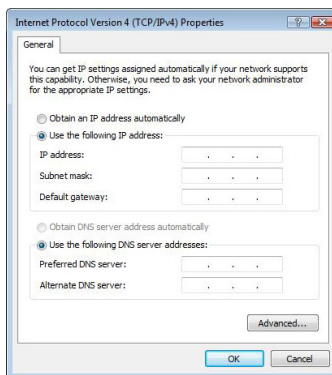 Internet Protocol Version 4 (TCP/IPv4) Properties
General
You can get IP settings assigned automatically if your network supports
this capability. Otherwise, you need to ask your network administrator
for the appropriate IP settings.
Obtain an IP address automatically
Use the following IP address:
IP address:
Subnet mask:
Default gateway:
Obtain DNS server address automatically
Use the following DNS server addresses:
Preferred DNS server:
Alternate DNS server:
Advanced...
OK Cancel